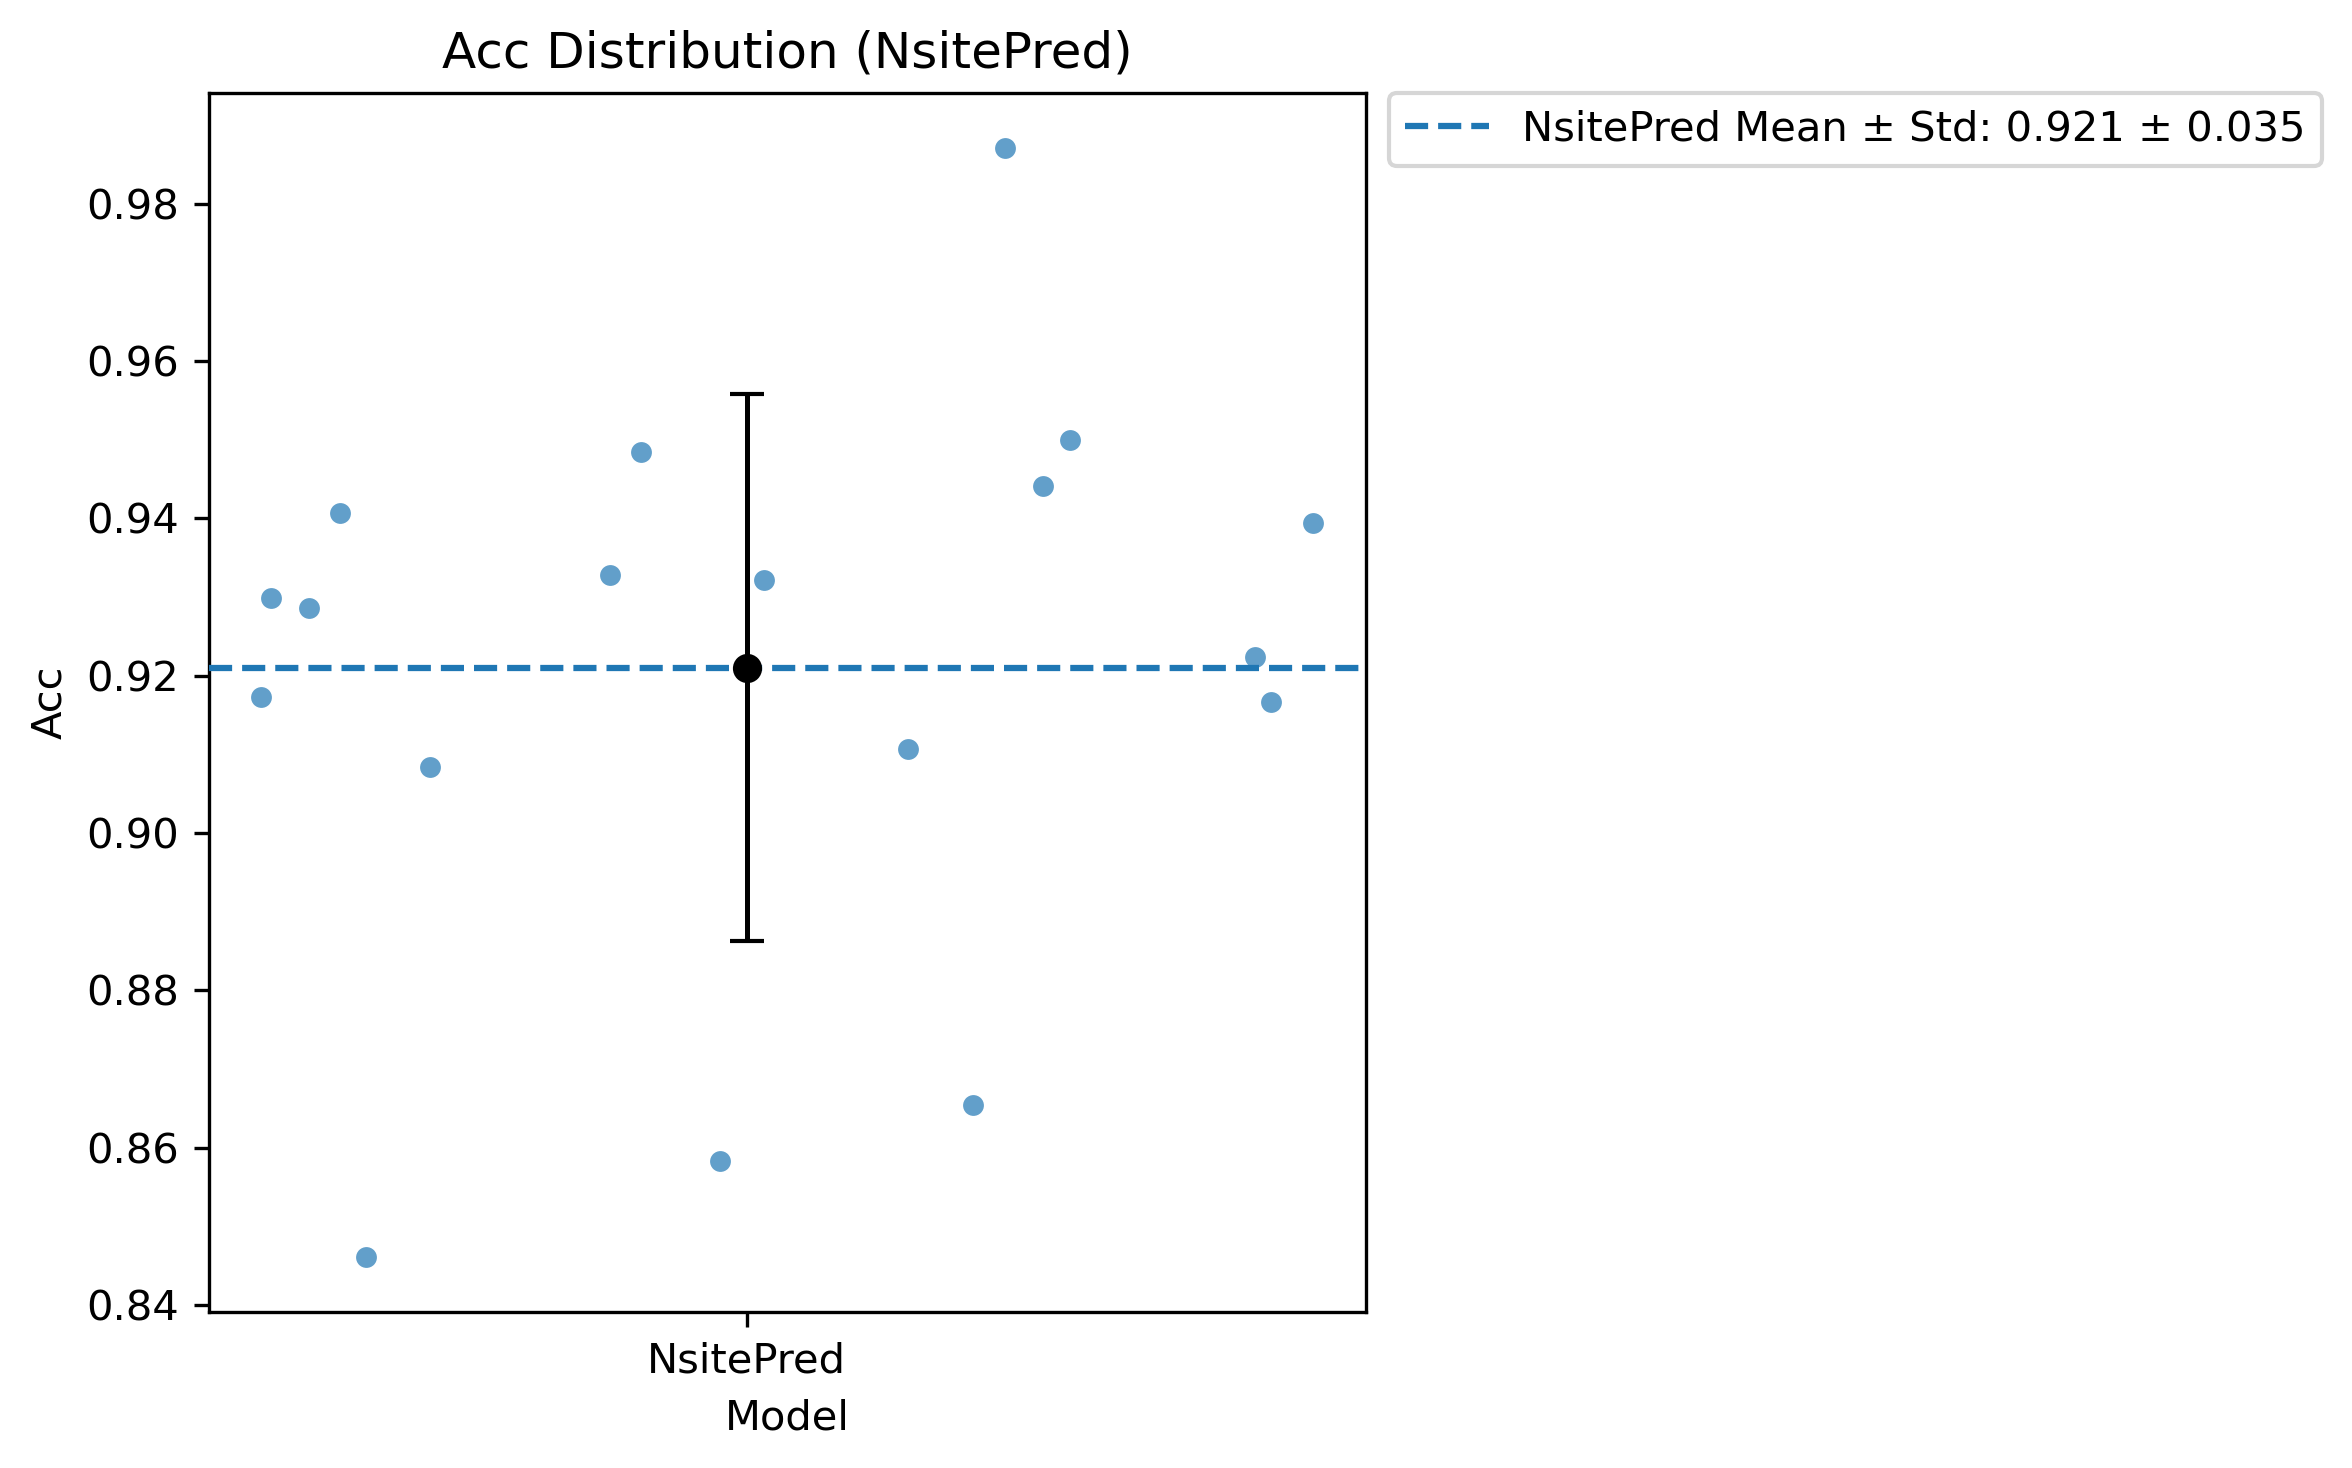 Acc Distribution (NsitePred)
NsitePred Mean ± Std: 0.921 ± 0.035
0.98
0.96
0.94
0.92
0.90
0.88
0.86
0.84
Acc
NsitePred
Model